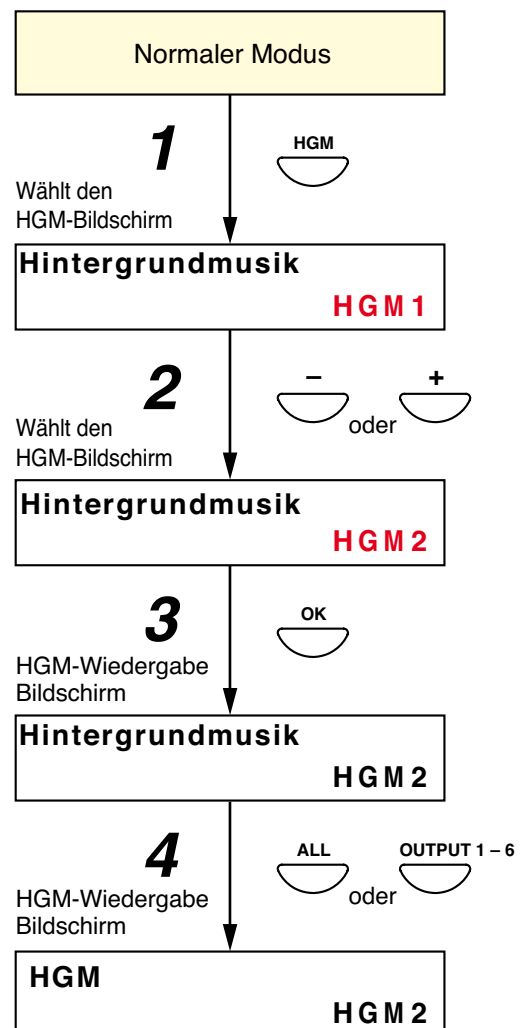 Normaler Modus
1
HGM
Wählt den
HGM-Bildschirm
Hintergrundmusik
HGM1
2
– +
oder
Wählt den
HGM-Bildschirm
Hintergrundmusik
HGM2
3
OK
HGM-Wiedergabe
Bildschirm
Hintergrundmusik
HGM2
4
ALL OUTPUT 1 – 6
oder
HGM-Wiedergabe
Bildschirm
HGM
HGM2